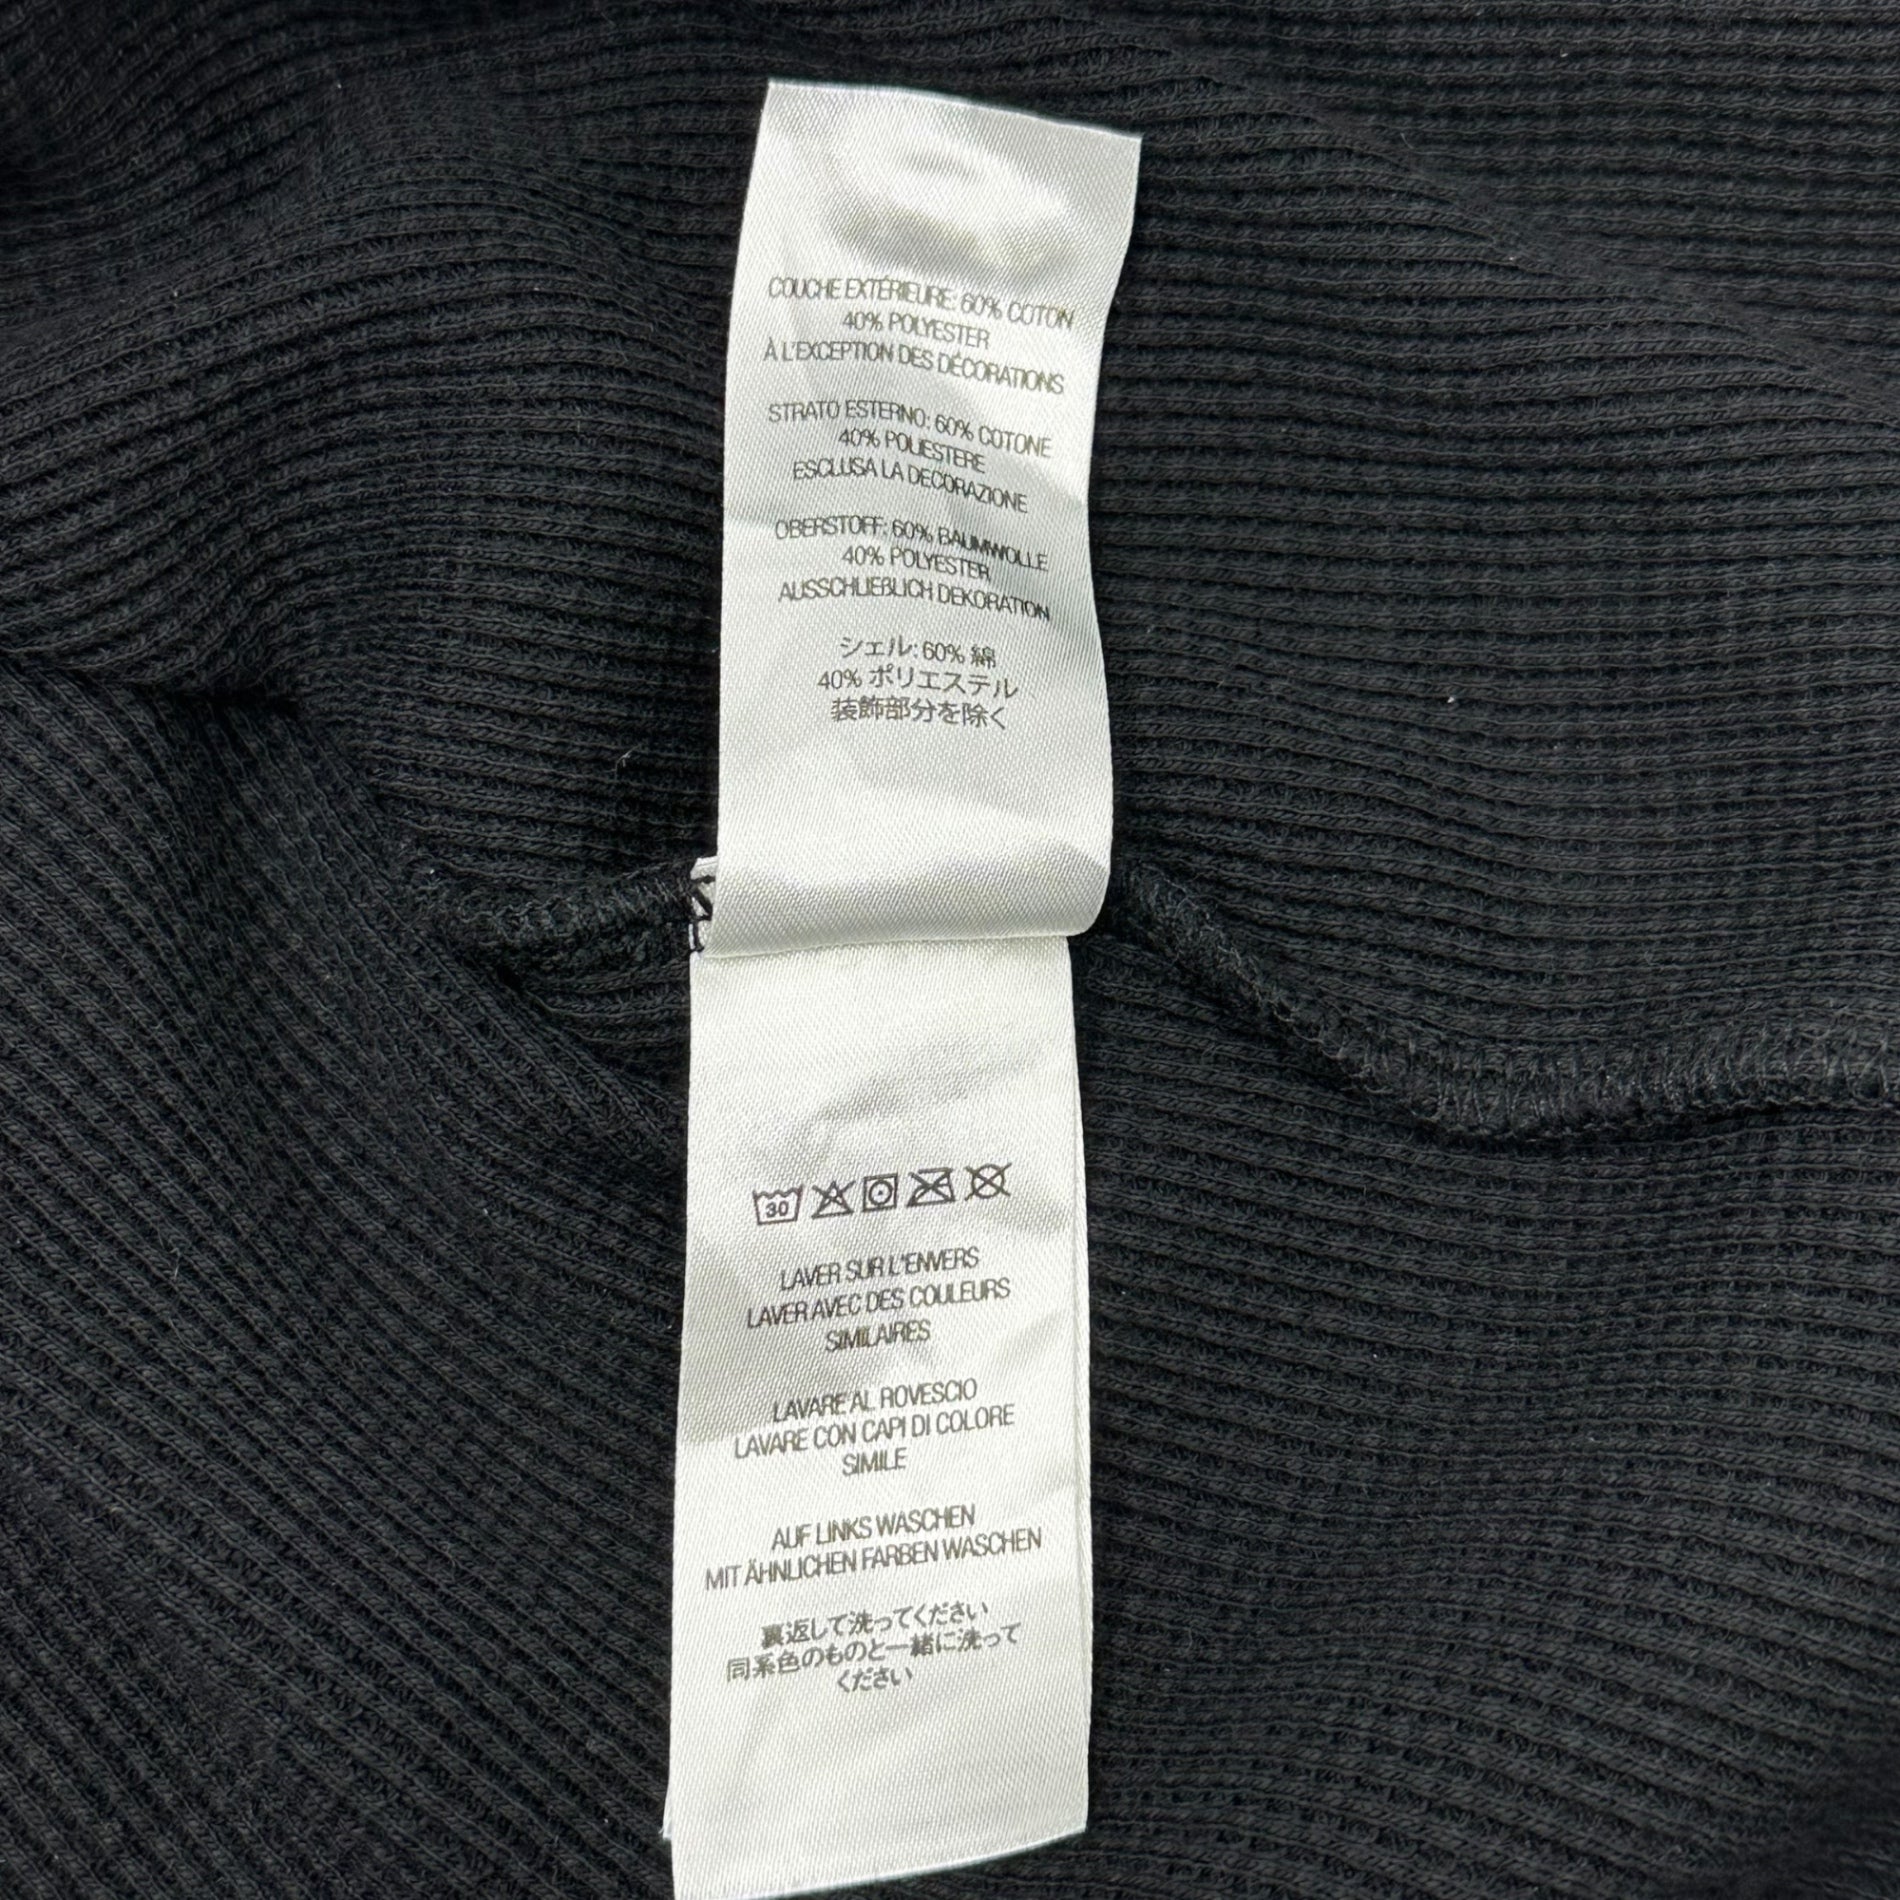 COUCHE EXTÉRIEURE: 60% COTON
40% POLYESTER
À L'EXCEPTION DES DÉCORATIONS
STRATO ESTERNO: 60% COTONE
40% POLIESTERE
ESCLUSA LA DECORAZIONE
OBERSTOFF: 60% BAUMWOLLE
40% POLYESTER
AUSSCHLIEßLICH DEKORATION
シェル: 60% 綿
40% ポリエステル
装飾部分を除く
30
LAVER SUR L'ENVERS
LAVER AVEC DES COULEURS
SIMILAIRES
LAVARE AL ROVESCIO
LAVARE CON CAPI DI COLORE
SIMILE
AUF LINKS WASCHEN
MIT ÄHNLICHEN FARBEN WASCHEN
裏返して洗ってください
同系色のものと一緒に洗って
ください